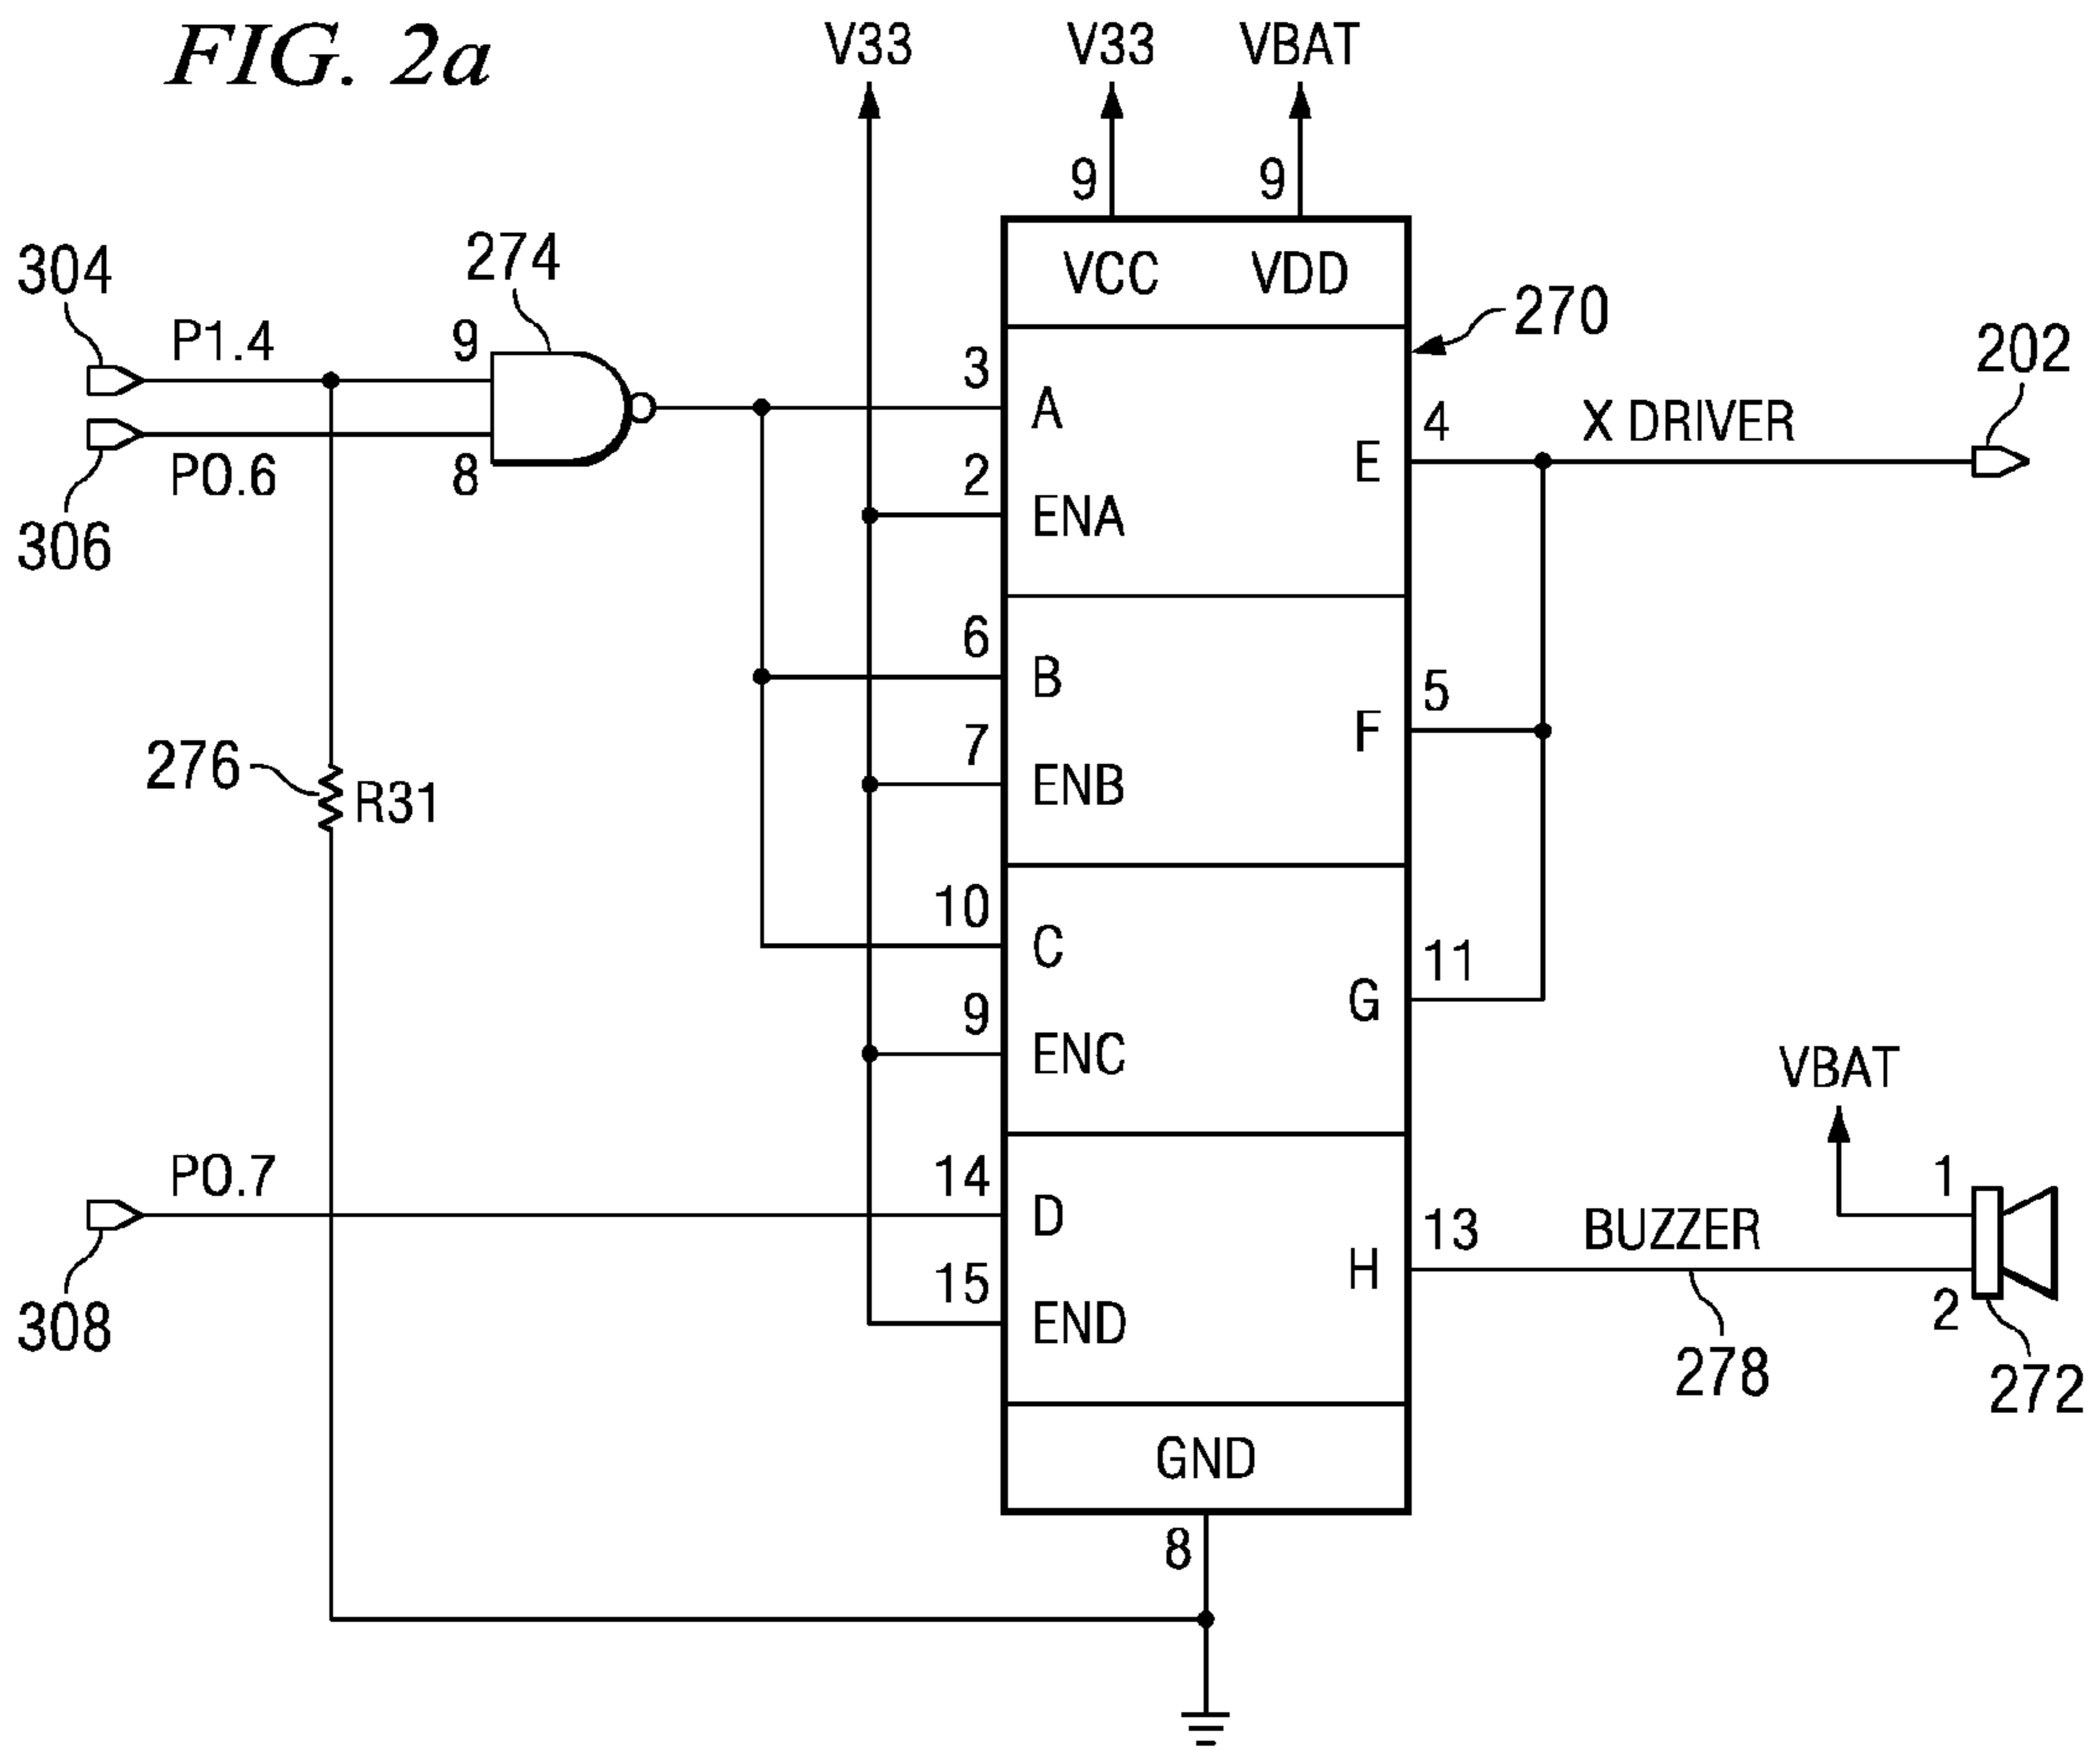 FIG. 2a
V33
V33
VBAT
9
9
VCC
VDD
304
274
270
202
P1.4
9
3
A
4
X DRIVER
E
306
P0.6
8
2
ENA
6
B
5
F
7
ENB
276
R31
10
C
11
G
9
ENC
VBAT
308
P0.7
14
D
13
BUZZER
1
H
15
END
278
2
272
GND
8